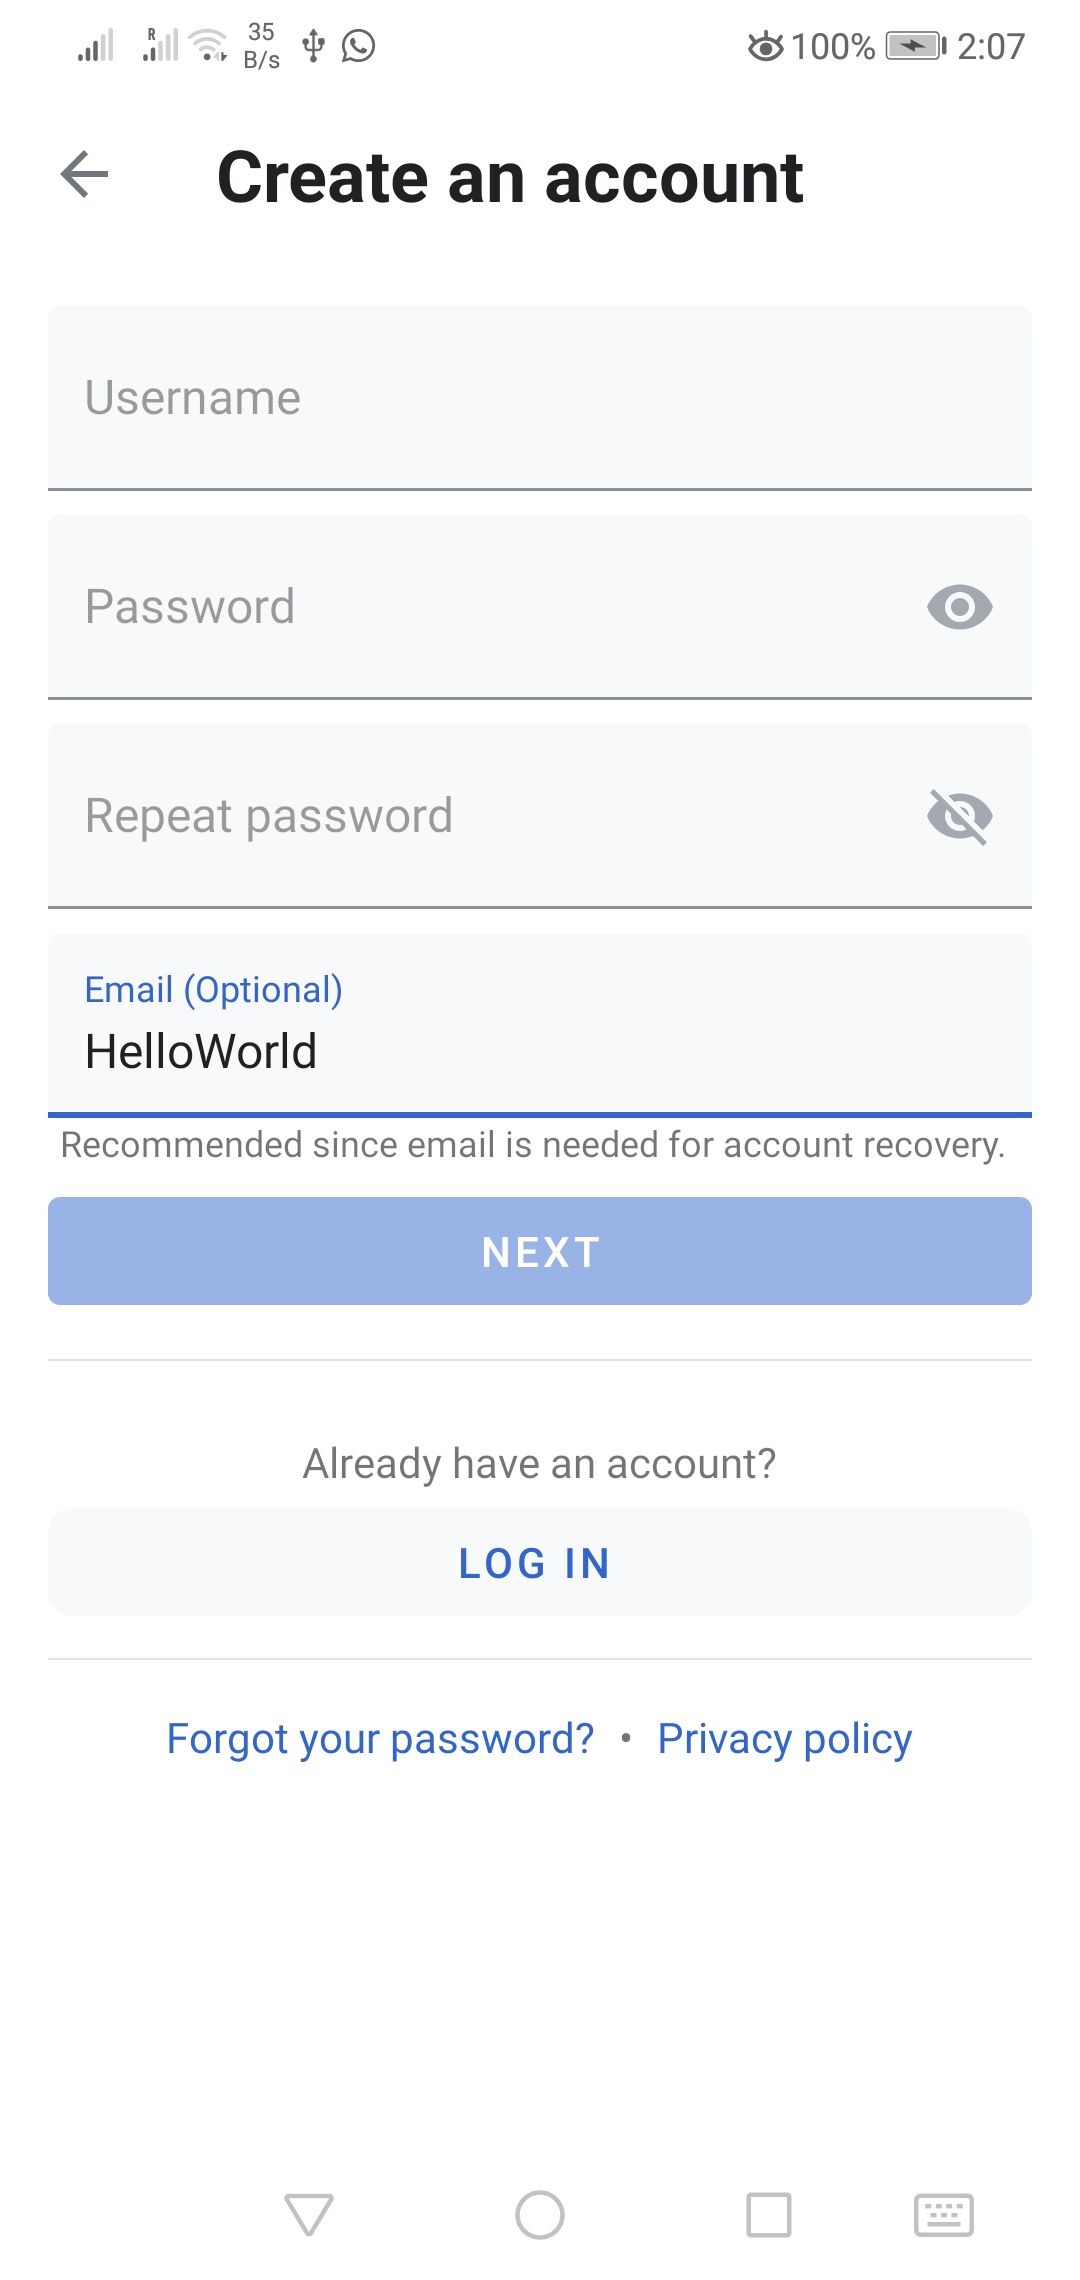 R
35
B/s
100%
2:07
Create an account
Username
Password
Repeat password
Email (Optional)
HelloWorld
Recommended since email is needed for account recovery.
NEXT
Already have an account?
LOG IN
Forgot your password? • Privacy policy